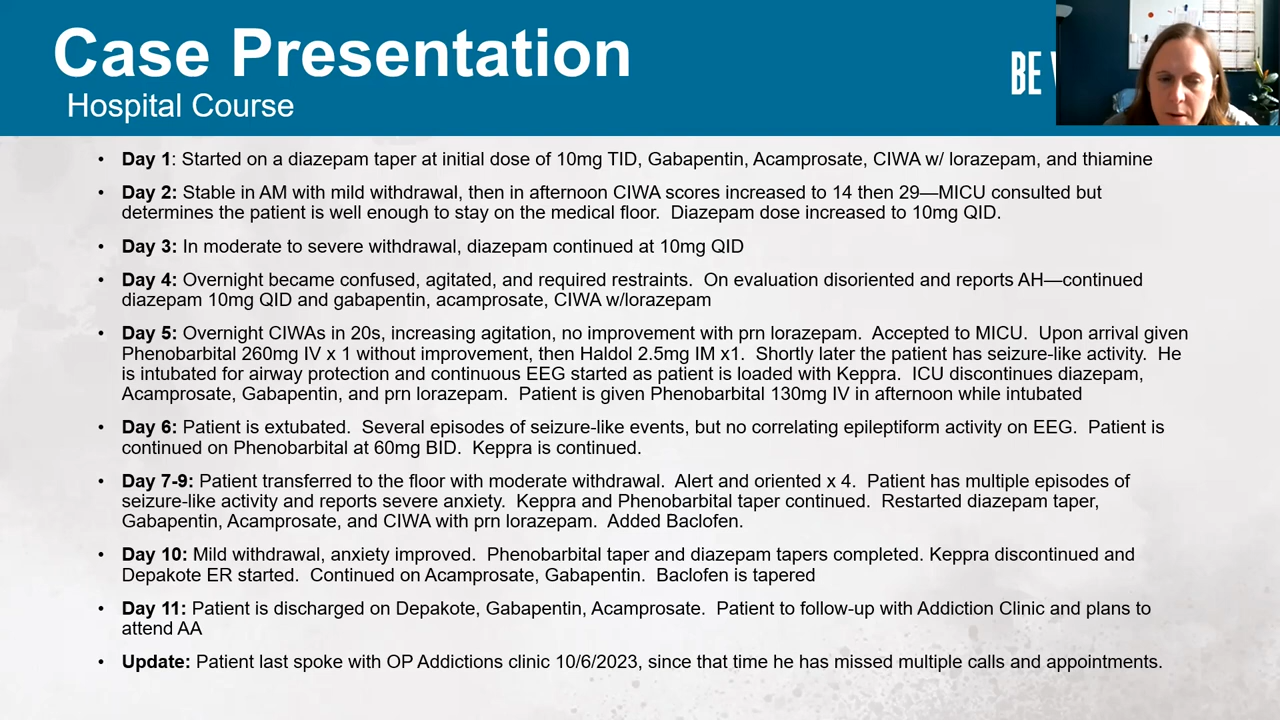 Case Presentation
Hospital Course
BE
• Day 1: Started on a diazepam taper at initial dose of 10mg TID, Gabapentin, Acamprosate, CIWA w/ lorazepam, and thiamine
• Day 2: Stable in AM with mild withdrawal, then in afternoon CIWA scores increased to 14 then 29—MICU consulted but
determines the patient is well enough to stay on the medical floor.  Diazepam dose increased to 10mg QID.
• Day 3: In moderate to severe withdrawal, diazepam continued at 10mg QID
• Day 4: Overnight became confused, agitated, and required restraints.  On evaluation disoriented and reports AH—continued
diazepam 10mg QID and gabapentin, acamprosate, CIWA w/lorazepam
• Day 5: Overnight CIWAs in 20s, increasing agitation, no improvement with prn lorazepam.  Accepted to MICU.  Upon arrival given
Phenobarbital 260mg IV x 1 without improvement, then Haldol 2.5mg IM x1.  Shortly later the patient has seizure-like activity.  He
is intubated for airway protection and continuous EEG started as patient is loaded with Keppra.  ICU discontinues diazepam,
Acamprosate, Gabapentin, and prn lorazepam.  Patient is given Phenobarbital 130mg IV in afternoon while intubated
• Day 6: Patient is extubated.  Several episodes of seizure-like events, but no correlating epileptiform activity on EEG.  Patient is
continued on Phenobarbital at 60mg BID.  Keppra is continued.
• Day 7-9: Patient transferred to the floor with moderate withdrawal.  Alert and oriented x 4.  Patient has multiple episodes of
seizure-like activity and reports severe anxiety.  Keppra and Phenobarbital taper continued.  Restarted diazepam taper,
Gabapentin, Acamprosate, and CIWA with prn lorazepam.  Added Baclofen.
• Day 10: Mild withdrawal, anxiety improved.  Phenobarbital taper and diazepam tapers completed. Keppra discontinued and
Depakote ER started.  Continued on Acamprosate, Gabapentin.  Baclofen is tapered
• Day 11: Patient is discharged on Depakote, Gabapentin, Acamprosate.  Patient to follow-up with Addiction Clinic and plans to
attend AA
• Update: Patient last spoke with OP Addictions clinic 10/6/2023, since that time he has missed multiple calls and appointments.